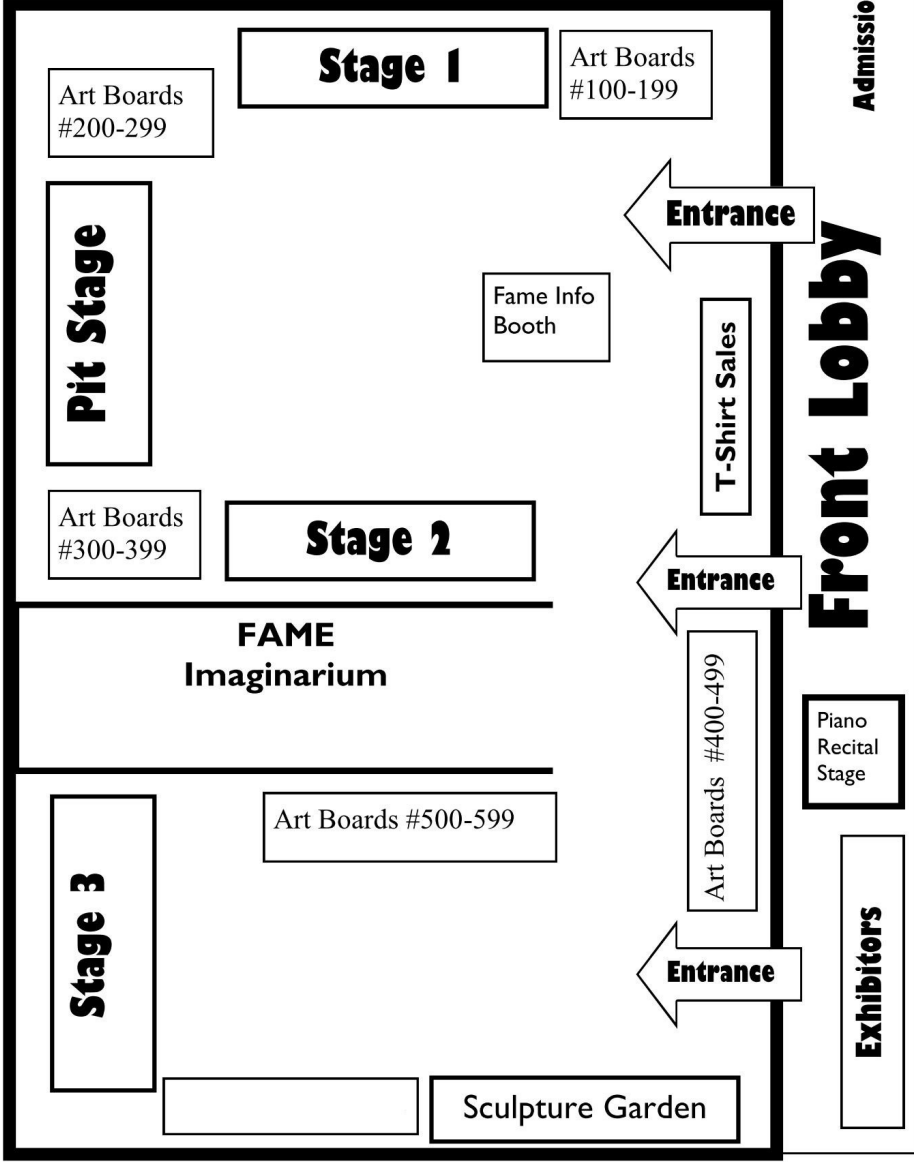 Stage 1
Art Boards
#100-199
Art Boards
#200-299
Entrance
Pit Stage
Fame Info
Booth
T-Shirt Sales
Front Lobby
Art Boards
#300-399
Stage 2
Entrance
FAME
Imaginarium
Art Boards #400-499
Piano
Recital
Stage
Art Boards #500-599
Stage 3
Entrance
Exhibitors
Sculpture Garden